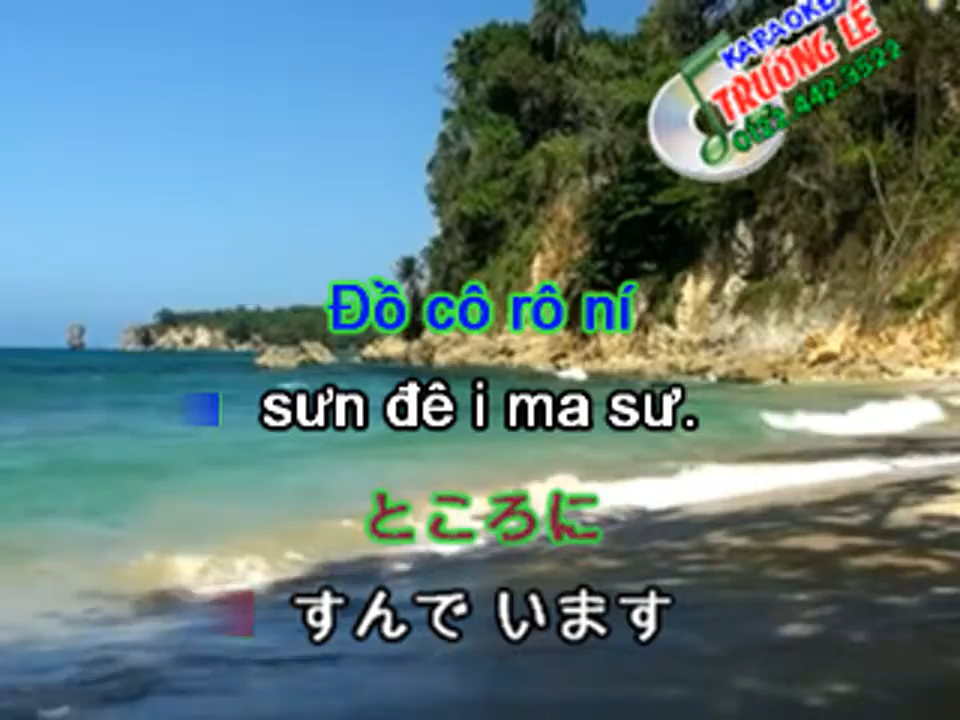 KARAOKE
TRƯỜNG LẺ
0122.442.3522
Đồ cô rô ní
sưn đê i ma sư.
ところに
すんで います